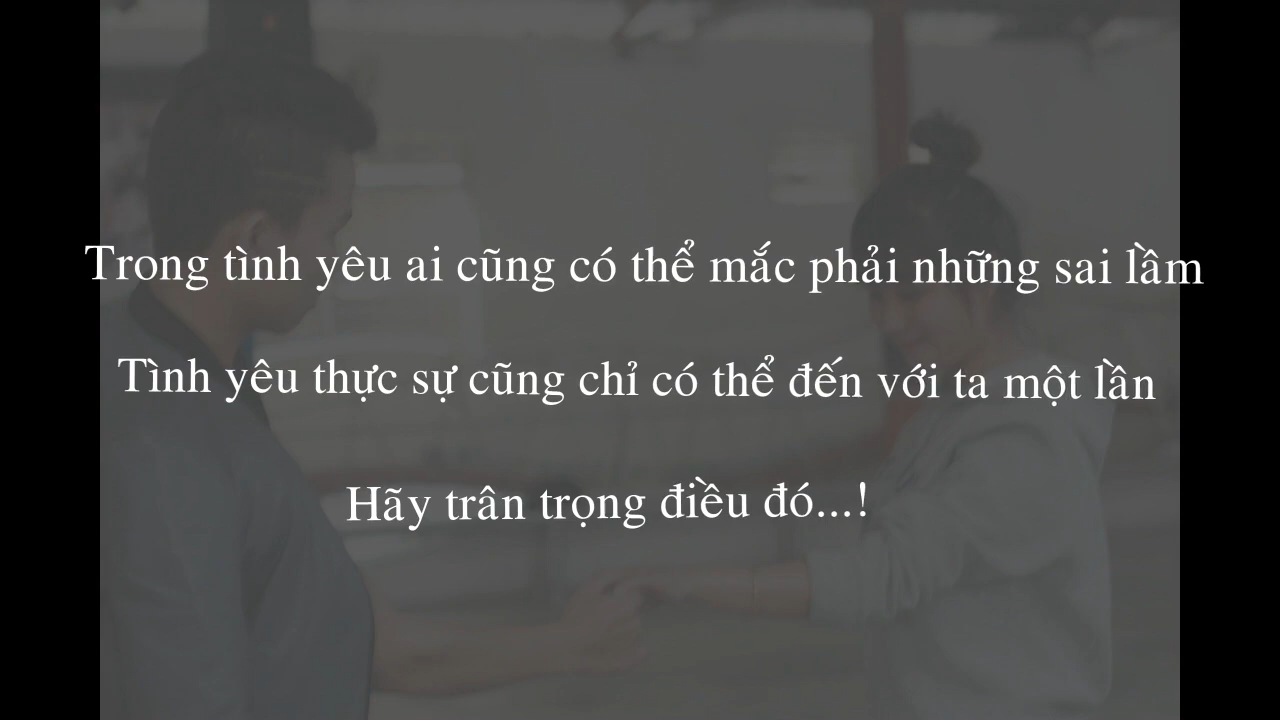 Trong tình yêu ai cũng có thể mắc phải những sai lầm
Tình yêu thực sự cũng chỉ có thể đến với ta một lần
Hãy trân trọng điều đó...!